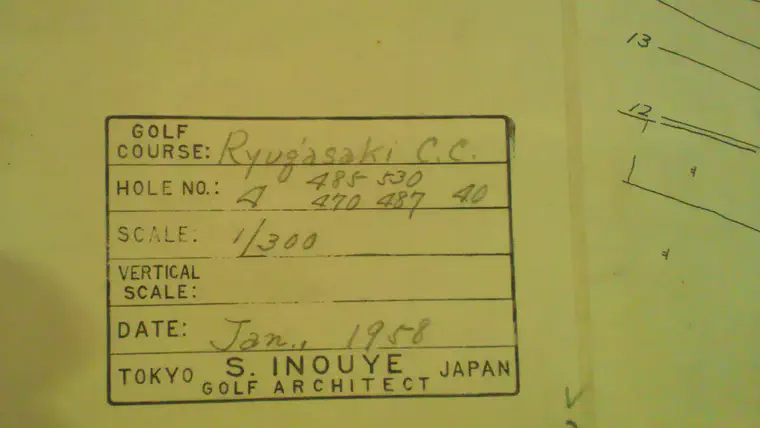 GOLF COURSE: Ryugasaki C.C.
HOLE NO.: 4 485 530
470 487 40
SCALE: 1/300
VERTICAL SCALE:
DATE: Jan., 1958
TOKYO S. INOUYE JAPAN
GOLF ARCHITECT
13
12